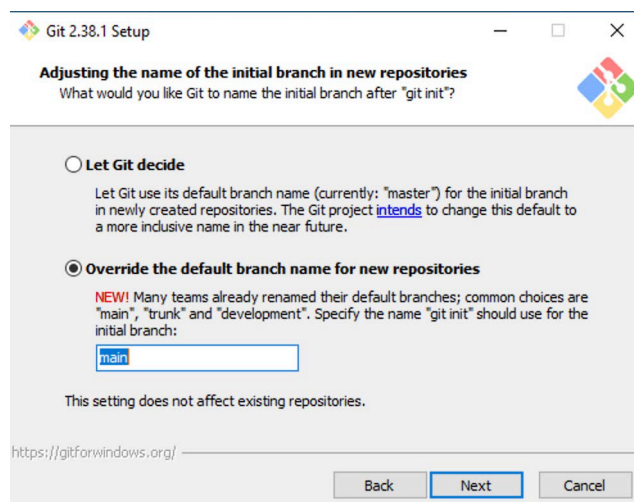 Git 2.38.1 Setup
Adjusting the name of the initial branch in new repositories
What would you like Git to name the initial branch after "git init"?
Let Git decide
Let Git use its default branch name (currently: "master") for the initial branch
in newly created repositories. The Git project intends to change this default to
a more inclusive name in the near future.
Override the default branch name for new repositories
NEW! Many teams already renamed their default branches; common choices are
"main", "trunk" and "development". Specify the name "git init" should use for the
initial branch:
main
This setting does not affect existing repositories.
https://gitforwindows.org/
Back Next Cancel